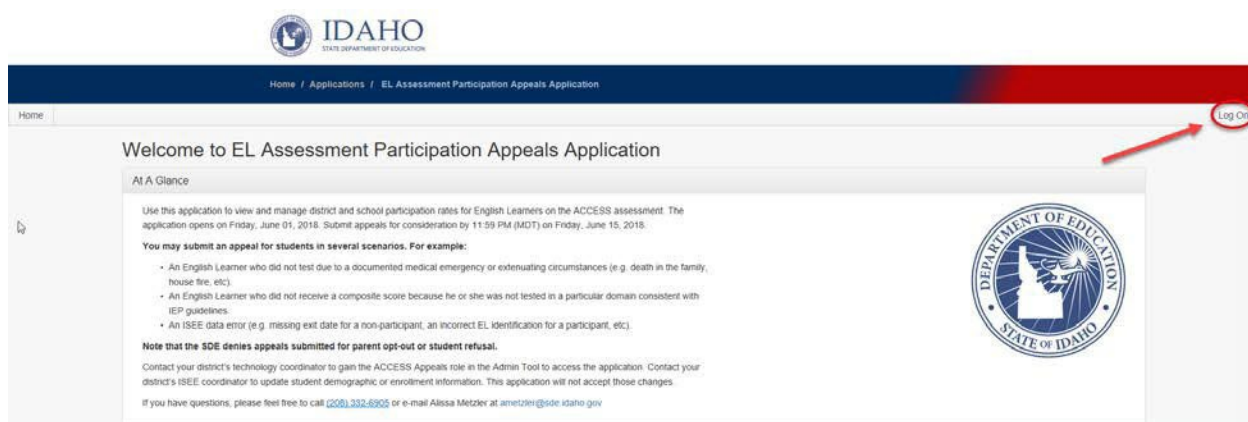 IDAHO
STATE DEPARTMENT OF EDUCATION
Home / Applications / EL Assessment Participation Appeals Application
Home
Log On
Welcome to EL Assessment Participation Appeals Application
At A Glance
Use this application to view and manage district and school participation rates for English Learners on the ACCESS assessment. The
application opens on Friday, June 01, 2018. Submit appeals for consideration by 11:59 PM (MDT) on Friday, June 15, 2018.
You may submit an appeal for students in several scenarios. For example:
• An English Learner who did not test due to a documented medical emergency or extenuating circumstances (e.g. death in the family,
house fire, etc).
• An English Learner who did not receive a composite score because he or she was not tested in a particular domain consistent with
IEP guidelines.
• An ISEE data error (e.g. missing exit date for a non-participant, an incorrect EL identification for a participant, etc).
Note that the SDE denies appeals submitted for parent opt-out or student refusal.
Contact your district's technology coordinator to gain the ACCESS Appeals role in the Admin Tool to access the application. Contact your
district's ISEE coordinator to update student demographic or enrollment information. This application will not accept those changes.
If you have questions, please feel free to call (208) 332-6905 or e-mail Alissa Metzler at ametzler@sde.idaho.gov
DEPARTMENT OF EDUCATION
• STATE OF IDAHO •